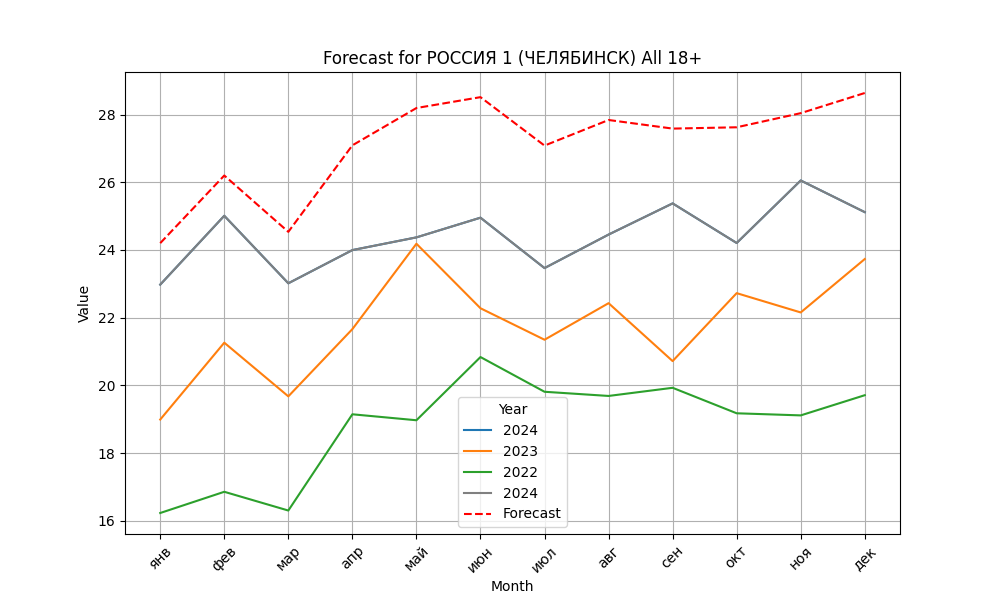 Forecast for РОССИЯ 1 (ЧЕЛЯБИНСК) All 18+
Value
28
26
24
22
20
18
16
Year
2024
2023
2022
2024
Forecast
янв
фев
мар
апр
май
июн
июл
авг
сен
окт
ноя
дек
Month